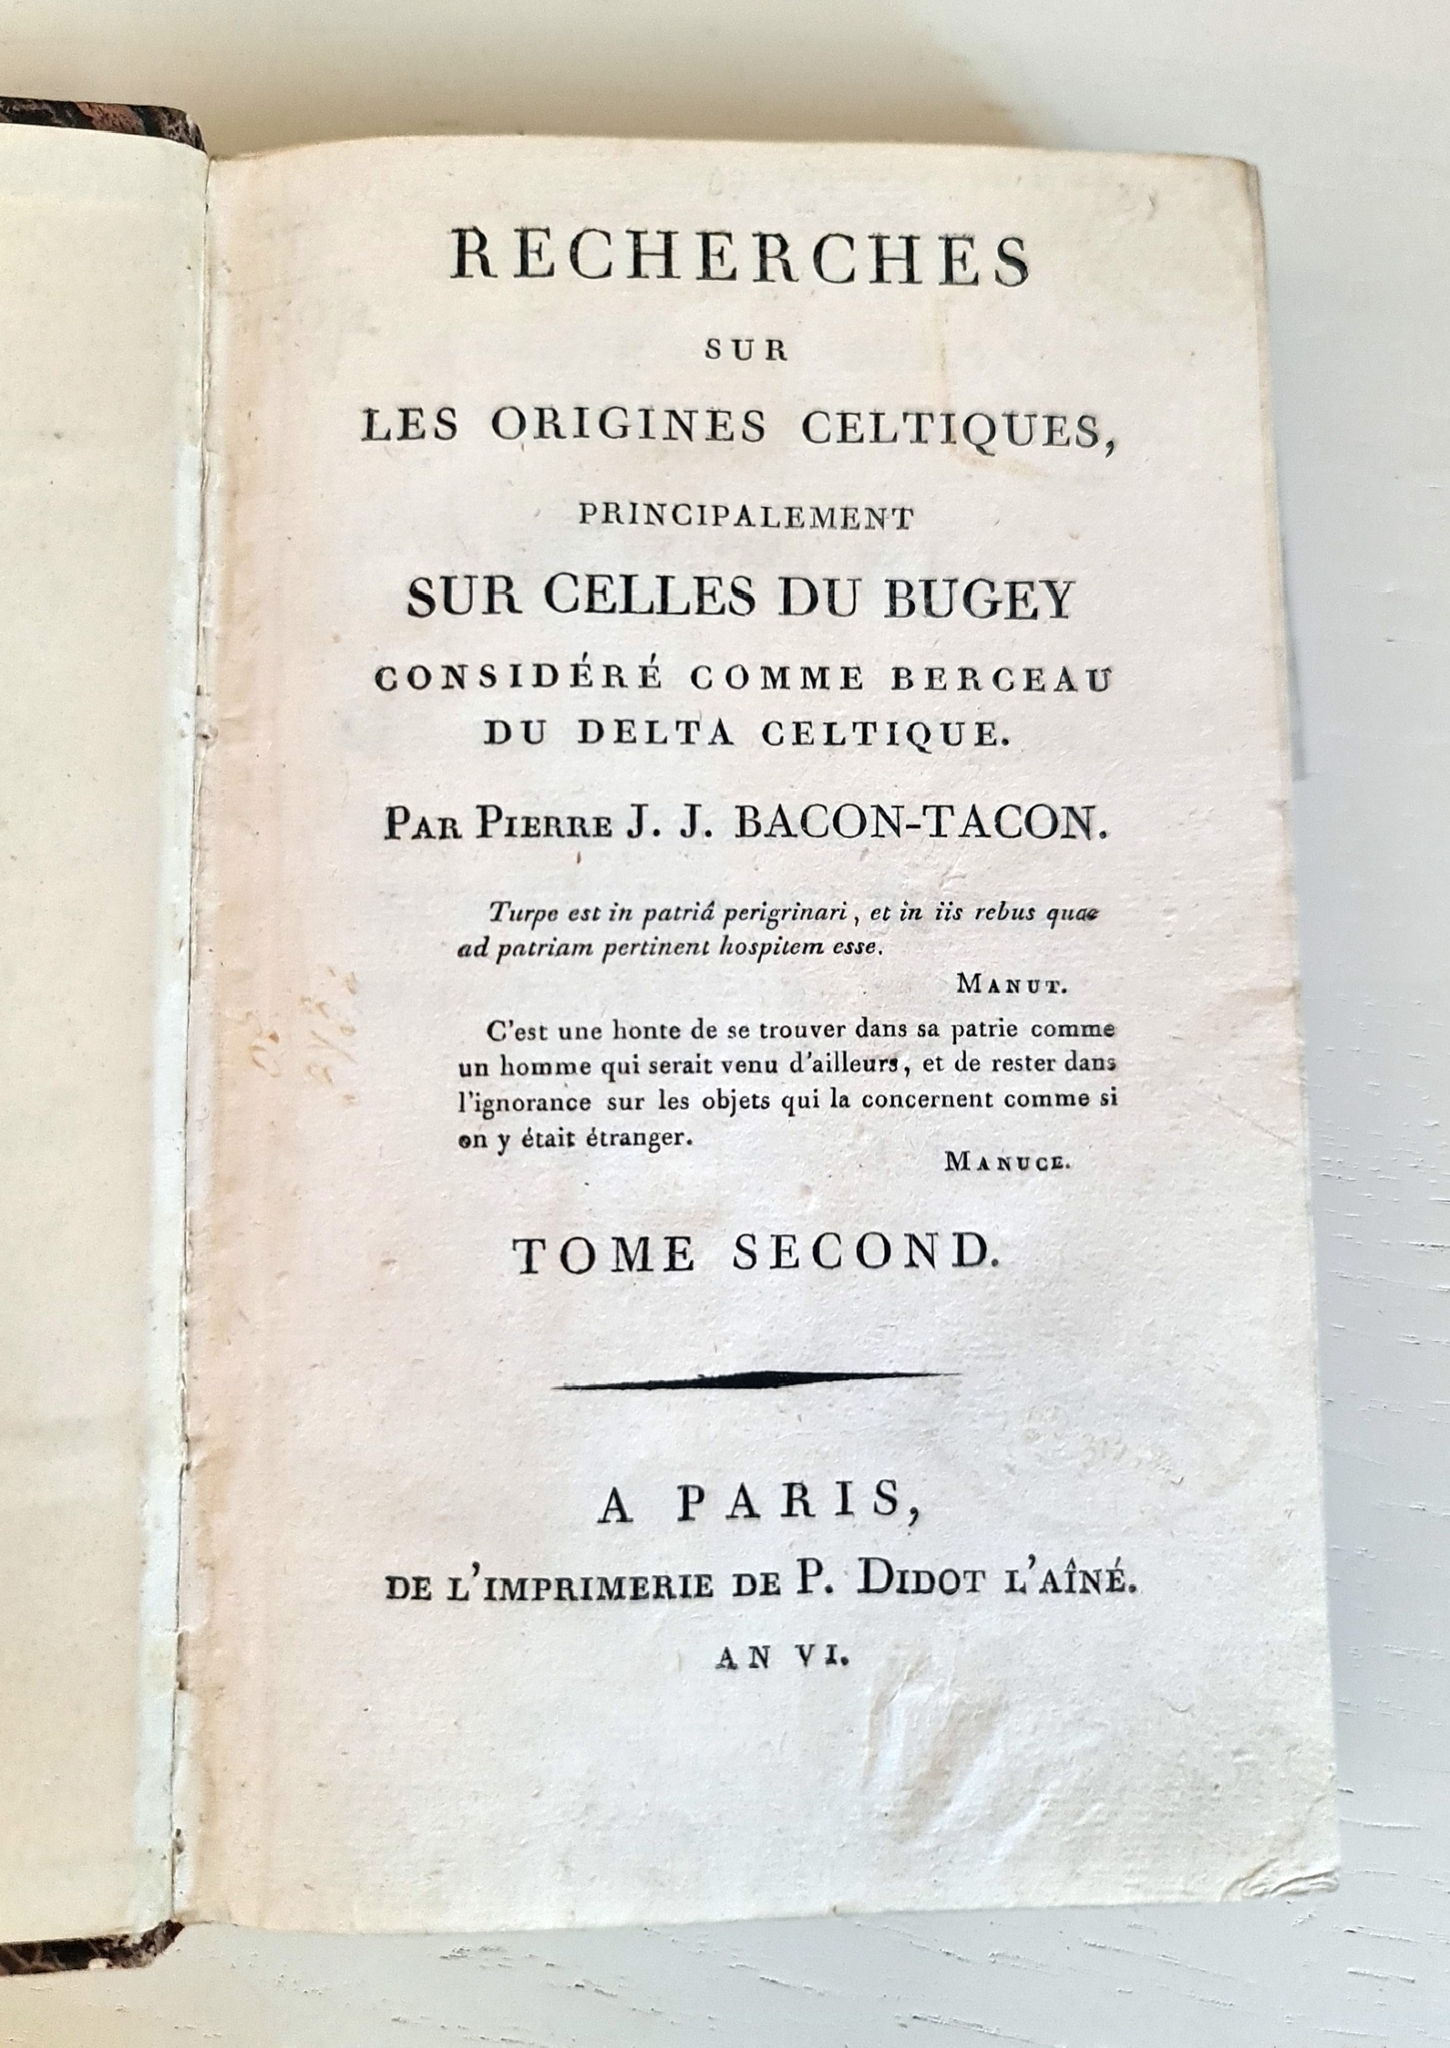 RECHERCHES
SUR
LES ORIGINES CELTIQUES,
PRINCIPALEMENT
SUR CELLES DU BUGEY
CONSIDÉRÉ COMME BERCEAU
DU DELTA CELTIQUE.
PAR PIERRE J. J. BACON-TACON.
Turpe est in patriâ perigrinari, et in iis rebus quae
ad patriam pertinent hospitem esse.
MANUT.
C'est une honte de se trouver dans sa patrie comme
un homme qui serait venu d'ailleurs, et de rester dans
l'ignorance sur les objets qui la concernent comme si
on y était étranger.
MANUCE.
TOME SECOND.
A PARIS,
DE L'IMPRIMERIE DE P. DIDOT L'AÎNÉ.
AN VI.